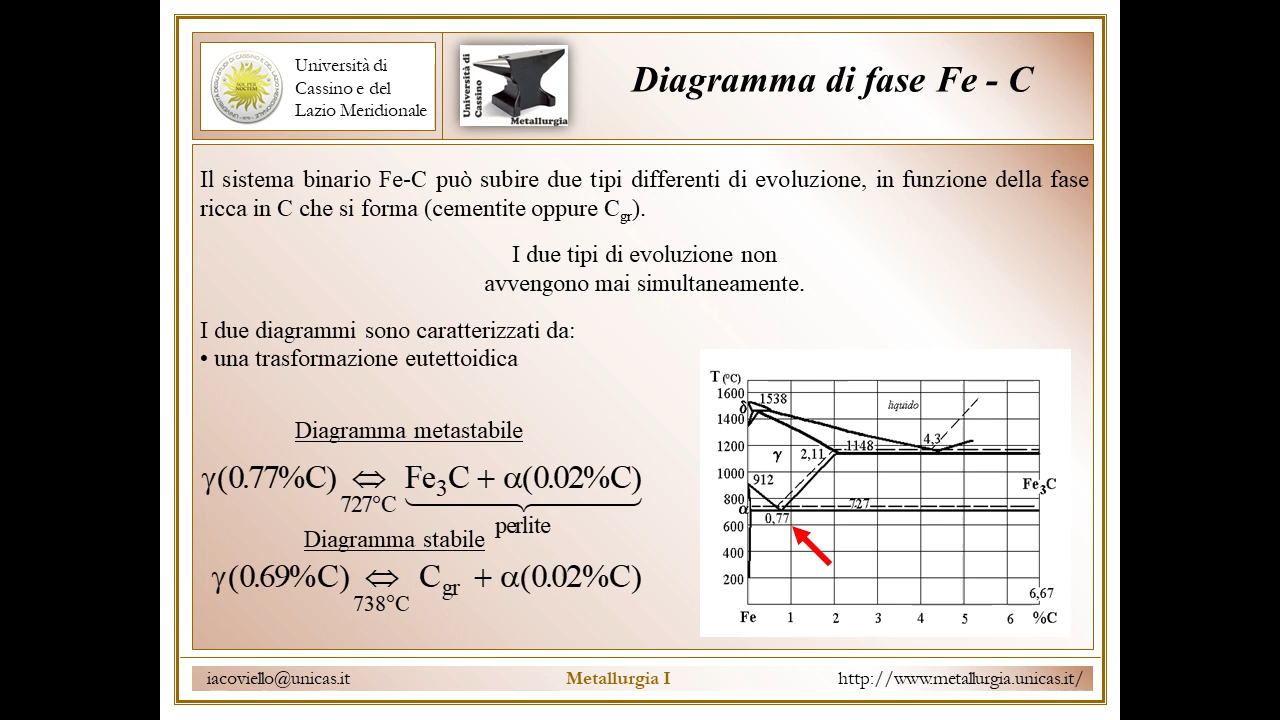 Università di
Cassino e del
Lazio Meridionale
Università di
Cassino
Metallurgia
Diagramma di fase Fe - C
Il sistema binario Fe-C può subire due tipi differenti di evoluzione, in funzione della fase
ricca in C che si forma (cementite oppure Cgr).
I due tipi di evoluzione non
avvengono mai simultaneamente.
I due diagrammi sono caratterizzati da:
• una trasformazione eutettoidica
Diagramma metastabile
γ(0.77%C) ⇔ Fe3C + α(0.02%C)
727°C
perlite
Diagramma stabile
γ(0.69%C) ⇔ Cgr + α(0.02%C)
738°C
T (°C)
1600
1538
δ
liquido
1400
4,3
1200
1148
γ
2,11
1000
912
Fe3C
800
α
727
0,77
600
400
200
6,67
Fe 1 2 3 4 5 6 %C
iacoviello@unicas.it
Metallurgia I
http://www.metallurgia.unicas.it/